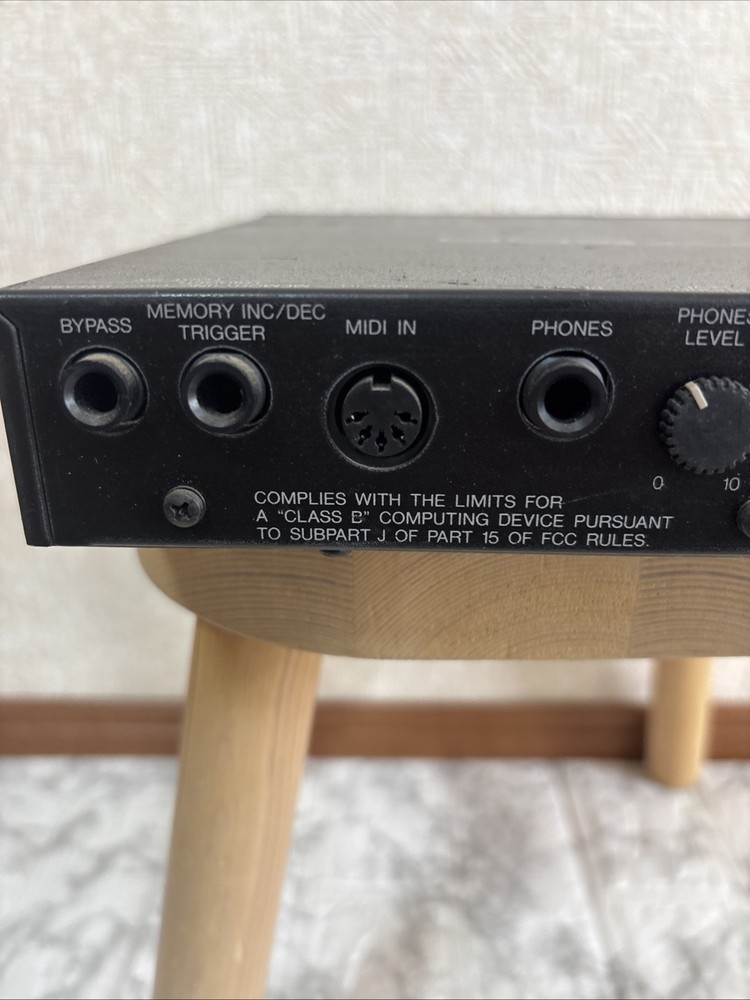 BYPASS
MEMORY INC/DEC
TRIGGER
MIDI IN
PHONES
PHONES
LEVEL
0
10
COMPLIES WITH THE LIMITS FOR
A "CLASS B" COMPUTING DEVICE PURSUANT
TO SUBPART J OF PART 15 OF FCC RULES.